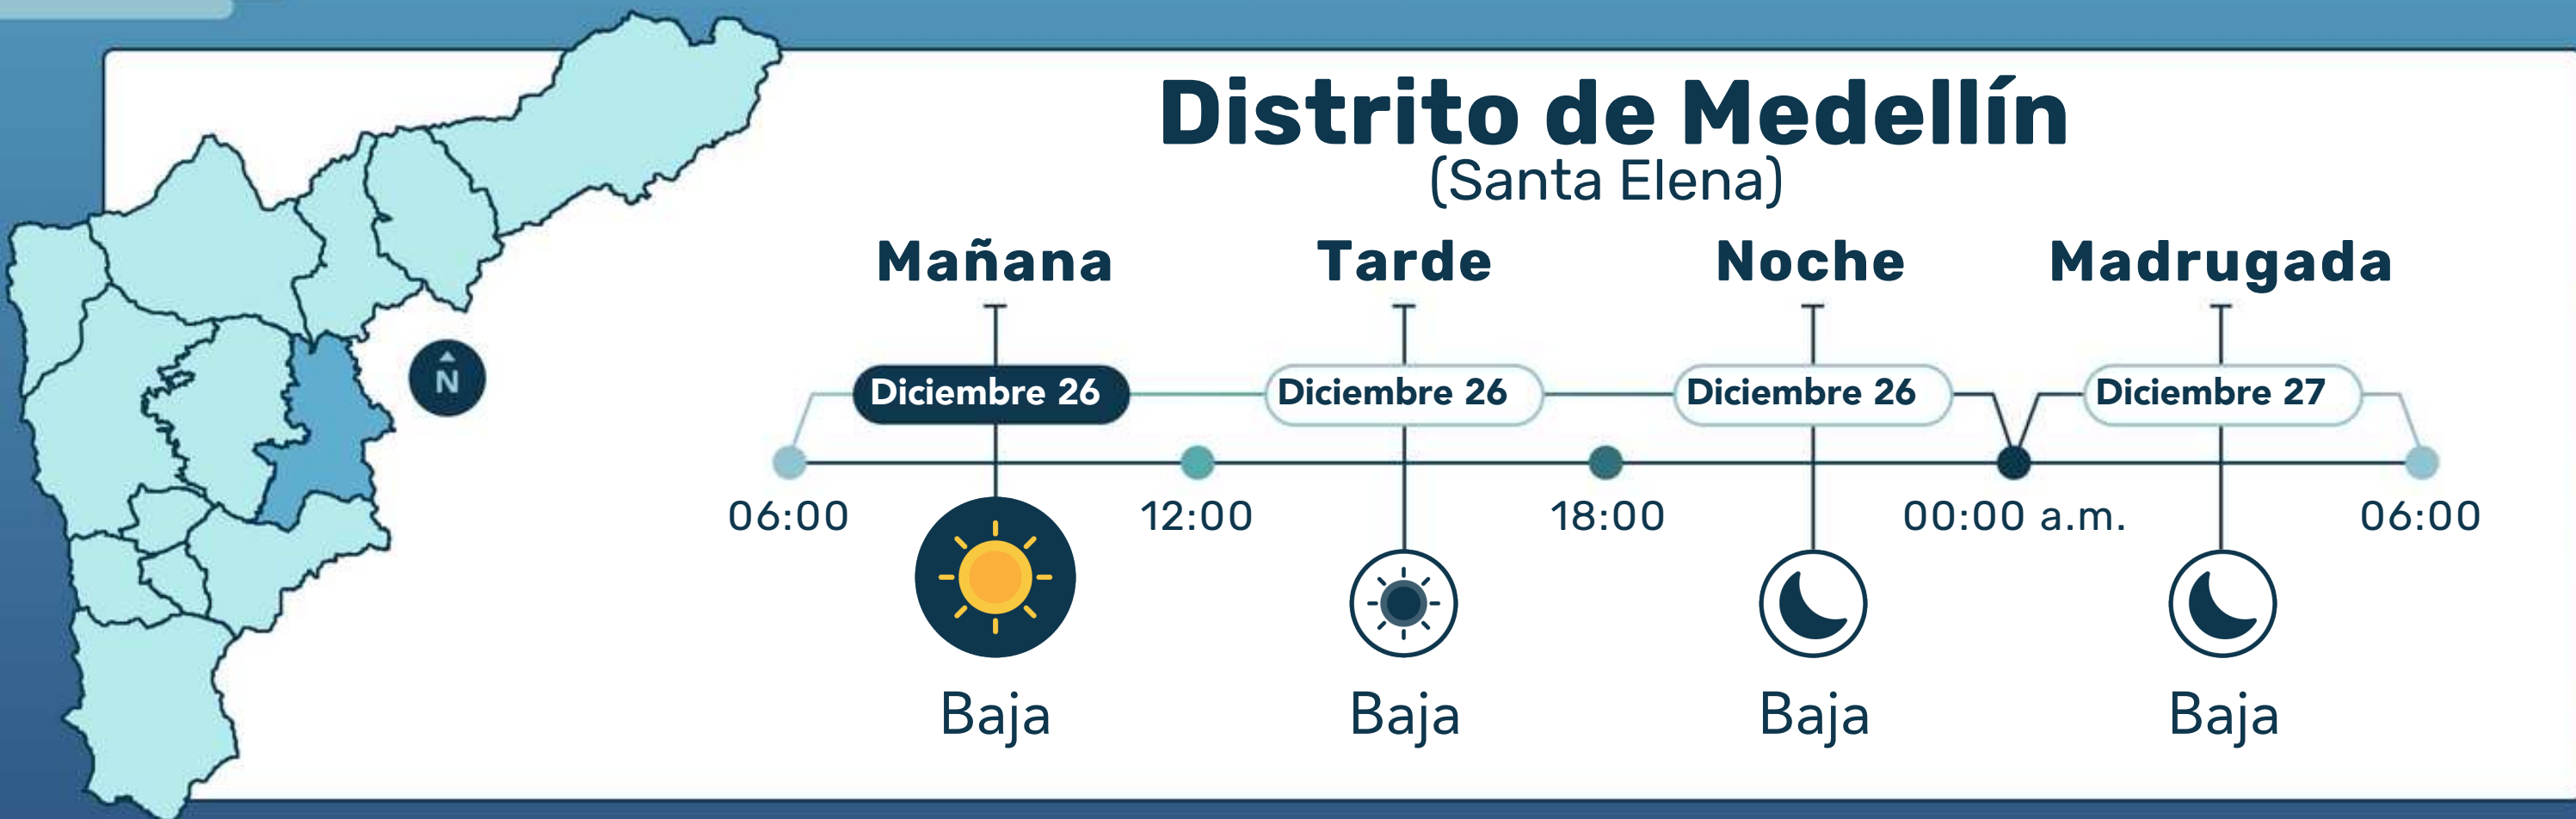 Distrito de Medellín
(Santa Elena)
Mañana Tarde Noche Madrugada
Diciembre 26 Diciembre 26 Diciembre 26 Diciembre 27
N
06:00 12:00 18:00 00:00 a.m. 06:00
Baja Baja Baja Baja